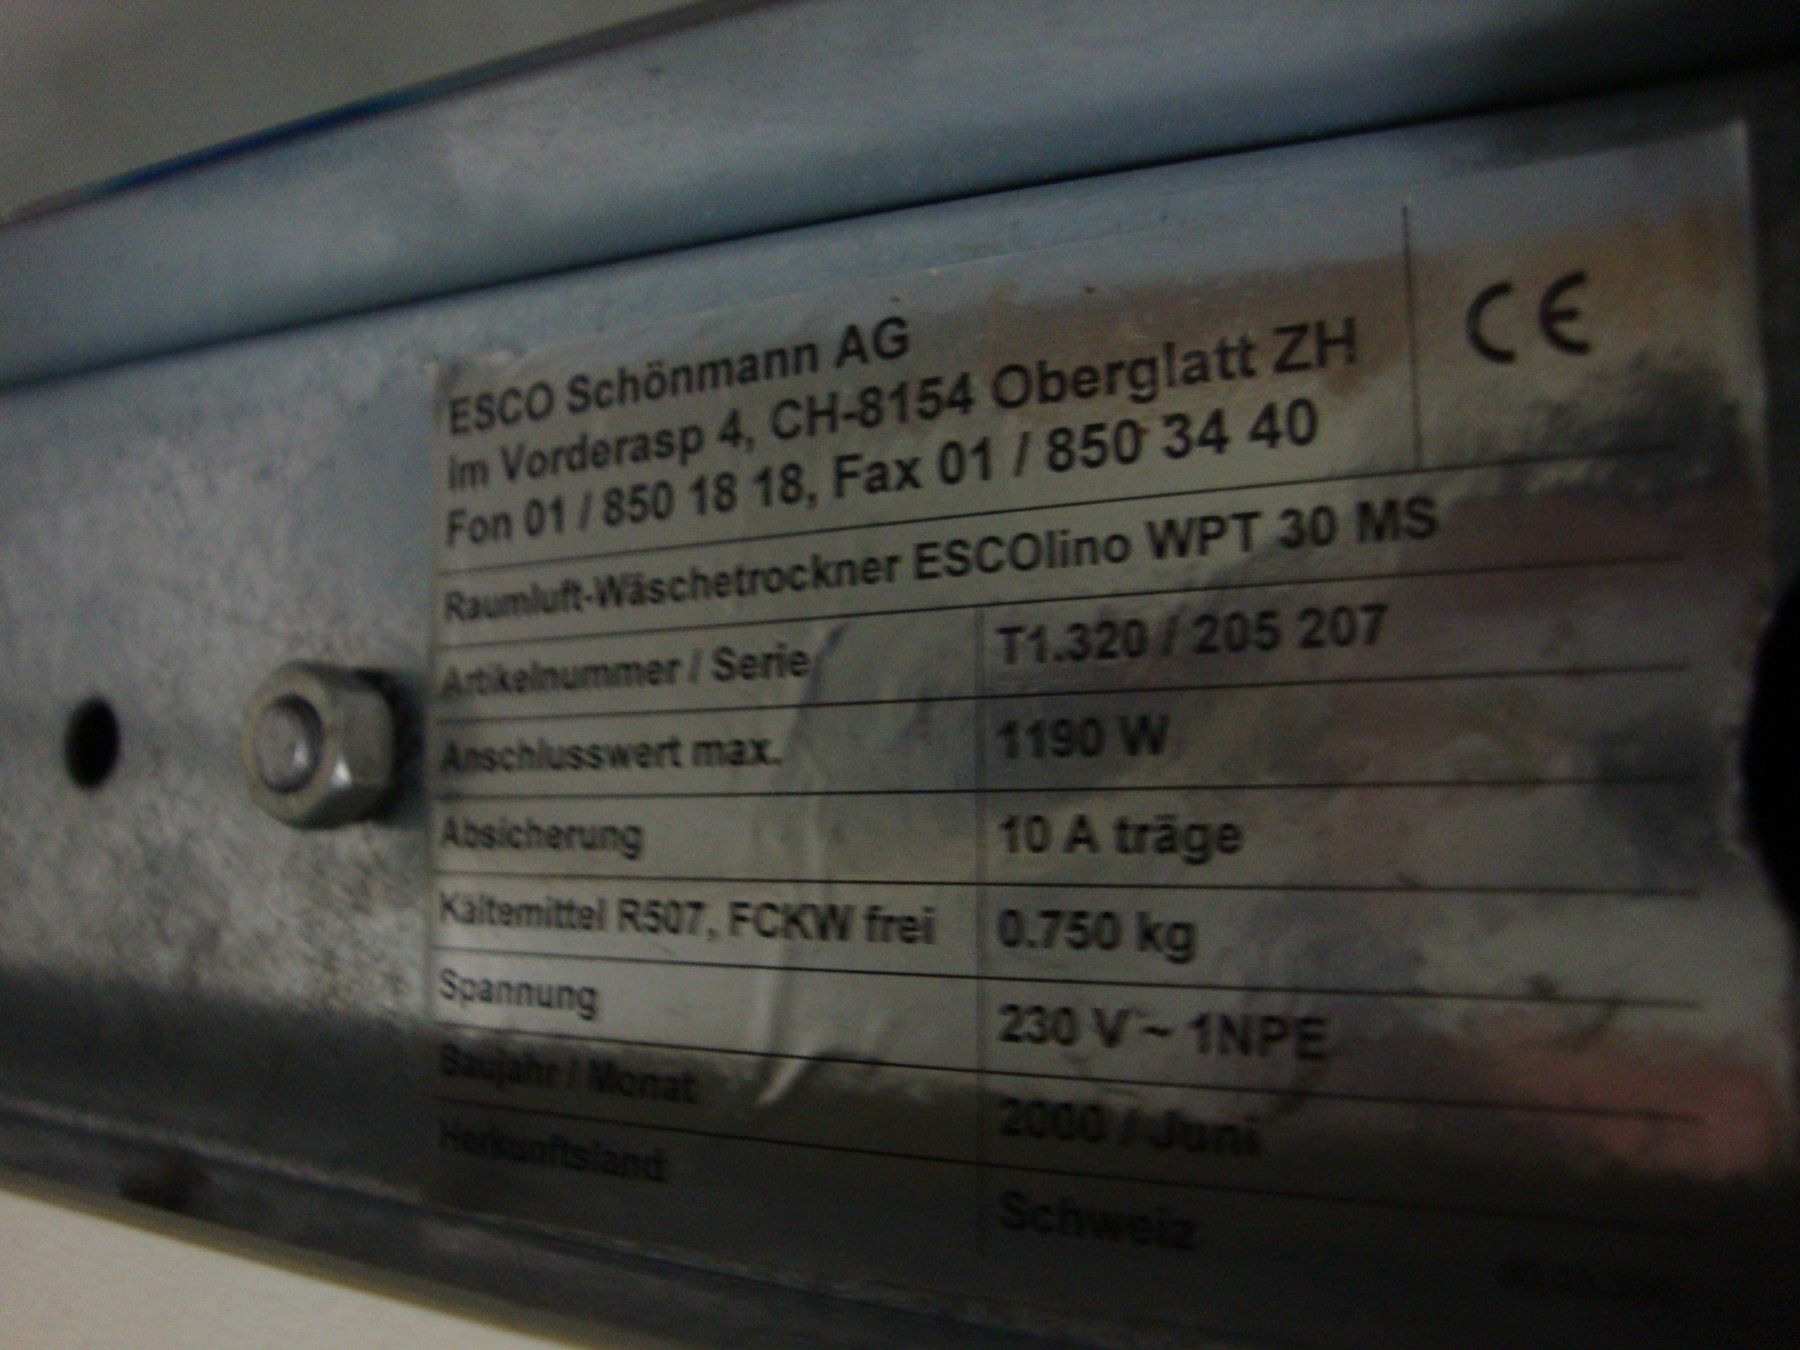 ESCO Schönmann AG
im Vorderasp 4, CH-8154 Oberglatt ZH
Fon 01 / 850 18 18, Fax 01 / 850 34 40
CE
Raumluft-Wäschetrockner ESCOlino WPT 30 MS
Artikelnummer / Serie T1.320 / 205 207
Anschlusswert max. 1190 W
Absicherung 10 A träge
Kältemittel R507, FCKW frei 0.750 kg
Spannung 230 V ~ 1NPE
Baujahr / Monat 2000 / Juni
Herkunftsland Schweiz